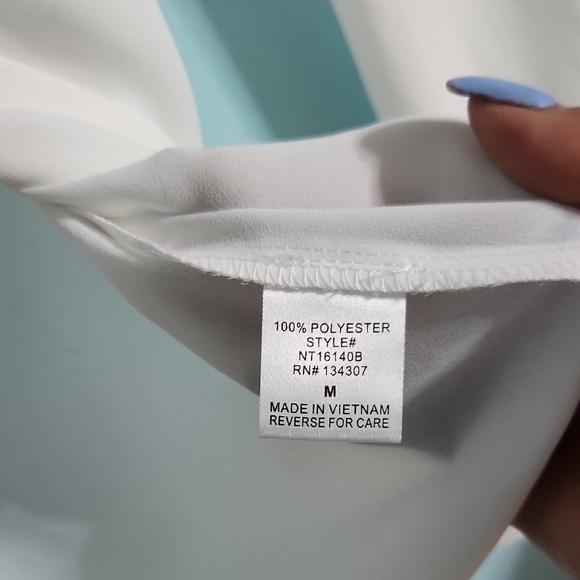 100% POLYESTER
STYLE#
NT16140B
RN# 134307
M
MADE IN VIETNAM
REVERSE FOR CARE